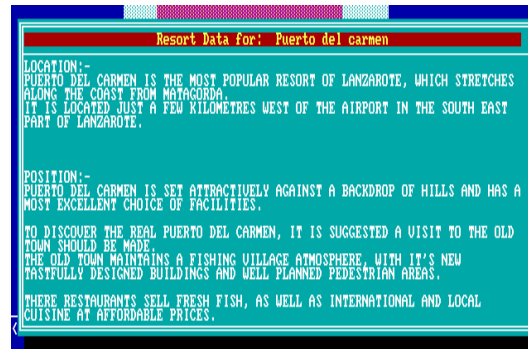 Resort Data for: Puerto del carmen
LOCATION:-
PUERTO DEL CARMEN IS THE MOST POPULAR RESORT OF LANZAROTE, WHICH STRETCHES
ALONG THE COAST FROM MATAGORDA.
IT IS LOCATED JUST A FEW KILOMETRES WEST OF THE AIRPORT IN THE SOUTH EAST
PART OF LANZAROTE.
POSITION:-
PUERTO DEL CARMEN IS SET ATTRACTIVELY AGAINST A BACKDROP OF HILLS AND HAS A
MOST EXCELLENT CHOICE OF FACILITIES.
TO DISCOVER THE REAL PUERTO DEL CARMEN, IT IS SUGGESTED A VISIT TO THE OLD
TOWN SHOULD BE MADE.
THE OLD TOWN MAINTAINS A FISHING VILLAGE ATMOSPHERE, WITH IT'S NEW
TASTFULLY DESIGNED BUILDINGS AND WELL PLANNED PEDESTRIAN AREAS.
THERE RESTAURANTS SELL FRESH FISH, AS WELL AS INTERNATIONAL AND LOCAL
CUISINE AT AFFORDABLE PRICES.